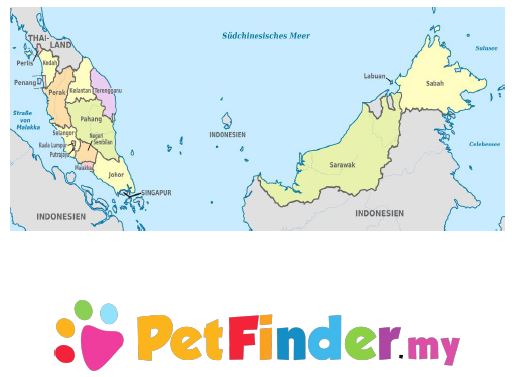 Südchinesisches Meer
THAI-
LAND
Perlis
Kedah
Penang
Perak
Kelantan
Terengganu
Straße
von
Malakka
Pahang
Selangor
Kuala Lumpur
Putrajaya
Negeri
Sembilan
Malakka
Johor
SINGAPUR
INDONESIEN
INDONESIEN
Labuan
Sabah
Sulusee
Celebessee
Sarawak
INDONESIEN
PetFinder.my